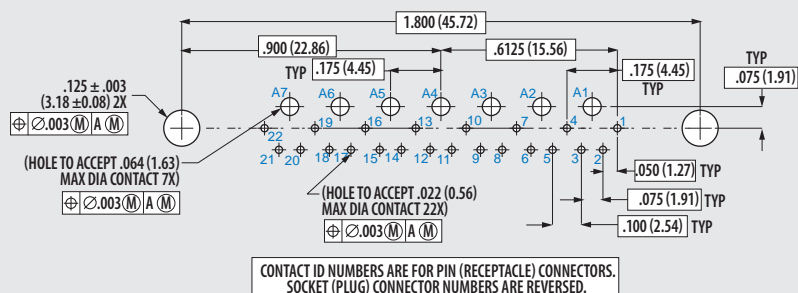 1.800 (45.72)
.900 (22.86)
.6125 (15.56)
TYP
.075 (1.91)
TYP
.175 (4.45)
.175 (4.45)
TYP
.125 ± .003
(3.18 ±0.08) 2X
⌖ ∅.003 Ⓜ A Ⓜ
A7 A6 A5 A4 A3 A2 A1
22 19 16 13 10 7 4 1
21 20 18 17 15 14 12 11 9 8 6 5 3 2
(HOLE TO ACCEPT .064 (1.63)
MAX DIA CONTACT 7X)
⌖ ∅.003 Ⓜ A Ⓜ
(HOLE TO ACCEPT .022 (0.56)
MAX DIA CONTACT 22X)
⌖ ∅.003 Ⓜ A Ⓜ
.050 (1.27) TYP
.075 (1.91) TYP
.100 (2.54) TYP
CONTACT ID NUMBERS ARE FOR PIN (RECEPTACLE) CONNECTORS.
SOCKET (PLUG) CONNECTOR NUMBERS ARE REVERSED.